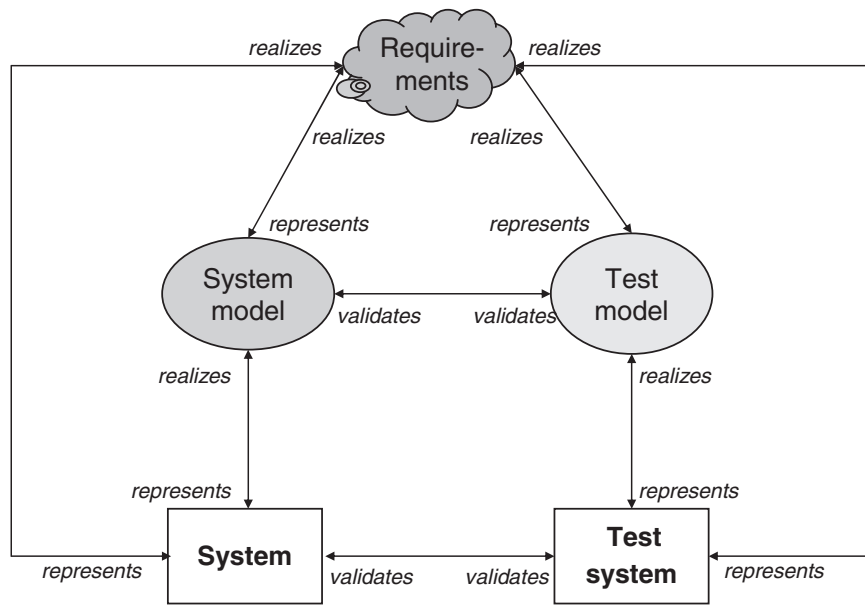 realizes
Require-
ments
realizes
realizes
realizes
represents
represents
System
model
Test
model
validates
validates
realizes
realizes
represents
represents
System
Test
system
represents
validates
validates
represents